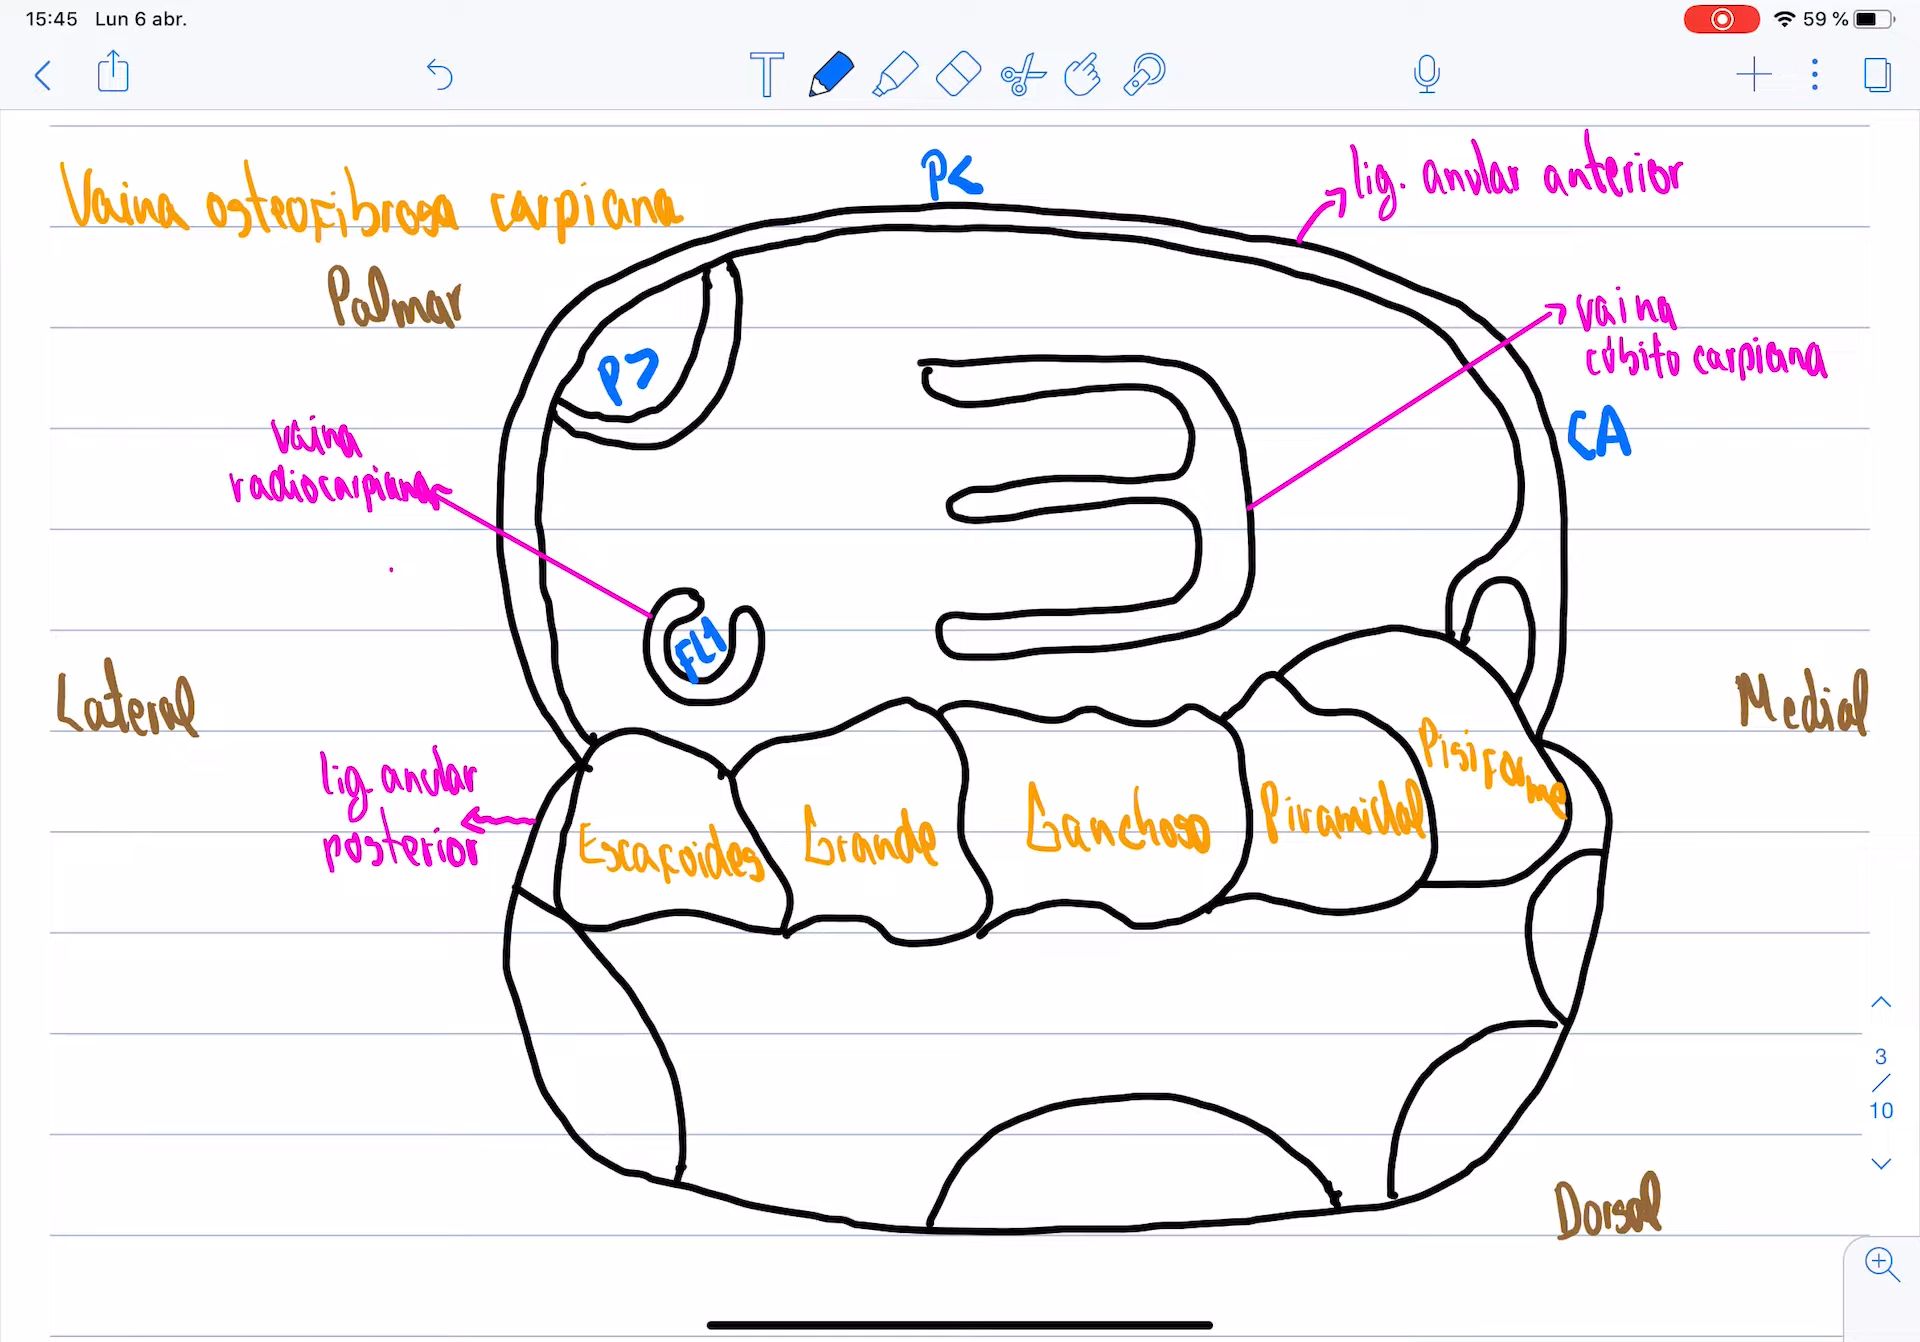 15:45 Lun 6 abr.
59 %
Vaina osteofibrosa carpiana
P<
lig. anular anterior
Palmar
vaina
cúbito carpiana
P>
CA
vaina
radiocarpiana
FL1
Lateral
Medial
lig. anular
posterior
Escafoides
Grande
Ganchoso
Piramidal
Pisiforme
3
/
10
Dorsal